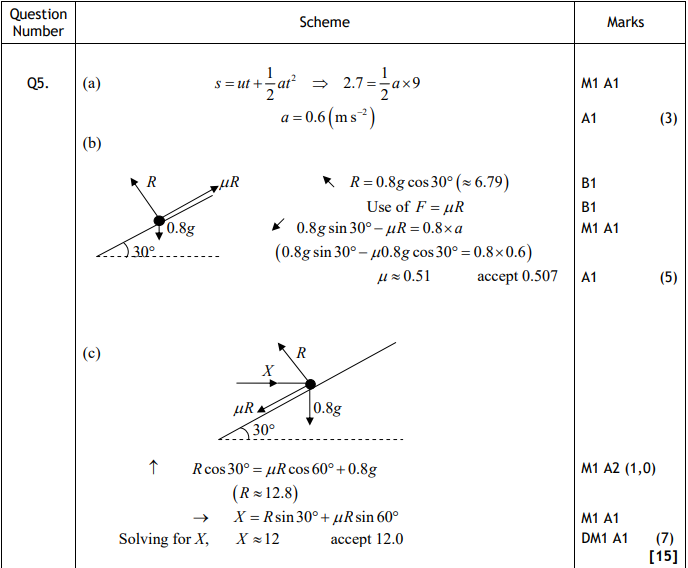 Question Number Scheme Marks
Q5. (a) s = ut + 1/2 at² ⇒ 2.7 = 1/2 a × 9 M1 A1
a = 0.6 (m s⁻²) A1 (3)
(b)
R μR ↖ R = 0.8g cos 30° (≈ 6.79) B1
Use of F = μR B1
0.8g ↙ 0.8g sin 30° − μR = 0.8 × a M1 A1
30° (0.8g sin 30° − μ0.8g cos 30° = 0.8 × 0.6)
μ ≈ 0.51 accept 0.507 A1 (5)
(c)
R
X
μR 0.8g
30°
↑ R cos 30° = μR cos 60° + 0.8g M1 A2 (1,0)
(R ≈ 12.8)
→ X = R sin 30° + μR sin 60° M1 A1
Solving for X, X ≈ 12 accept 12.0 DM1 A1 (7)
[15]